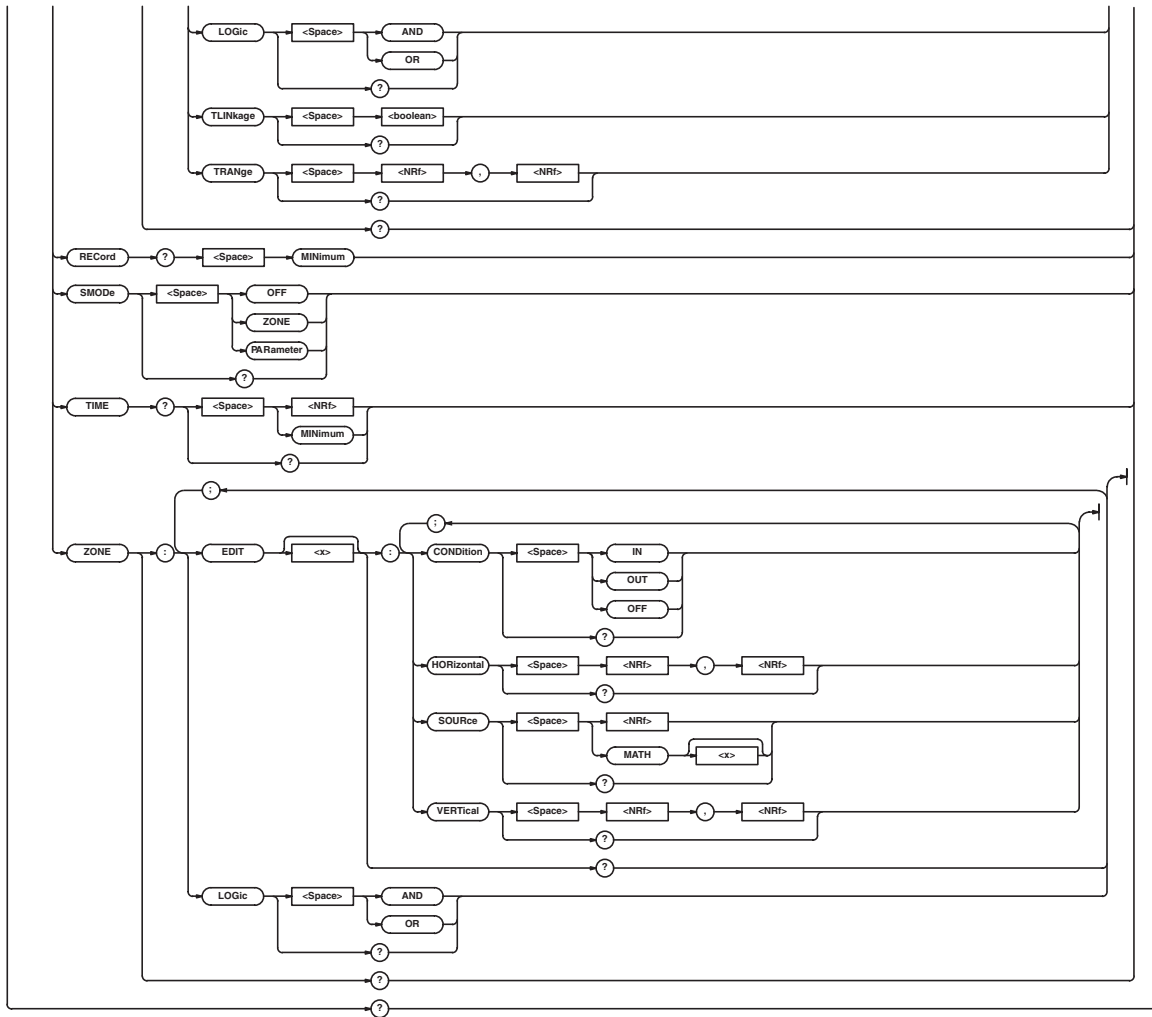 LOGic <Space> AND
OR
?
TLINkage <Space> <boolean>
?
TRANge <Space> <NRf> , <NRf>
?
?
RECord ? <Space> MINimum
SMODe <Space> OFF
ZONE
PARameter
?
TIME ? <Space> <NRf>
MINimum
?
;
;
ZONE : EDIT <x> : CONDition <Space> IN
OUT
OFF
?
HORizontal <Space> <NRf> , <NRf>
?
SOURce <Space> <NRf>
MATH <x>
?
VERTical <Space> <NRf> , <NRf>
?
?
LOGic <Space> AND
OR
?
?
?